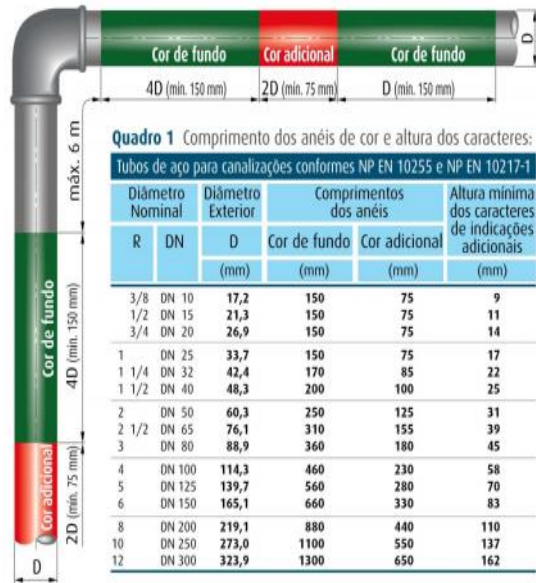 Cor de fundo Cor adicional Cor de fundo
D
4D (min. 150 mm) 2D (min. 75 mm) D (min. 150 mm)
máx. 6 m
Cor de fundo
4D (min. 150 mm)
Cor adicional
2D (min. 75 mm)
D
Quadro 1 Comprimento dos anéis de cor e altura dos caracteres:
Tubos de aço para canalizações conformes NP EN 10255 e NP EN 10217-1
Diâmetro Nominal Diâmetro Exterior Comprimentos dos anéis Altura mínima dos caracteres de indicações adicionais
R DN D Cor de fundo Cor adicional
(mm) (mm) (mm) (mm)
3/8 DN 10 17,2 150 75 9
1/2 DN 15 21,3 150 75 11
3/4 DN 20 26,9 150 75 14
1 DN 25 33,7 150 75 17
1 1/4 DN 32 42,4 170 85 22
1 1/2 DN 40 48,3 200 100 25
2 DN 50 60,3 250 125 31
2 1/2 DN 65 76,1 310 155 39
3 DN 80 88,9 360 180 45
4 DN 100 114,3 460 230 58
5 DN 125 139,7 560 280 70
6 DN 150 165,1 660 330 83
8 DN 200 219,1 880 440 110
10 DN 250 273,0 1100 550 137
12 DN 300 323,9 1300 650 162